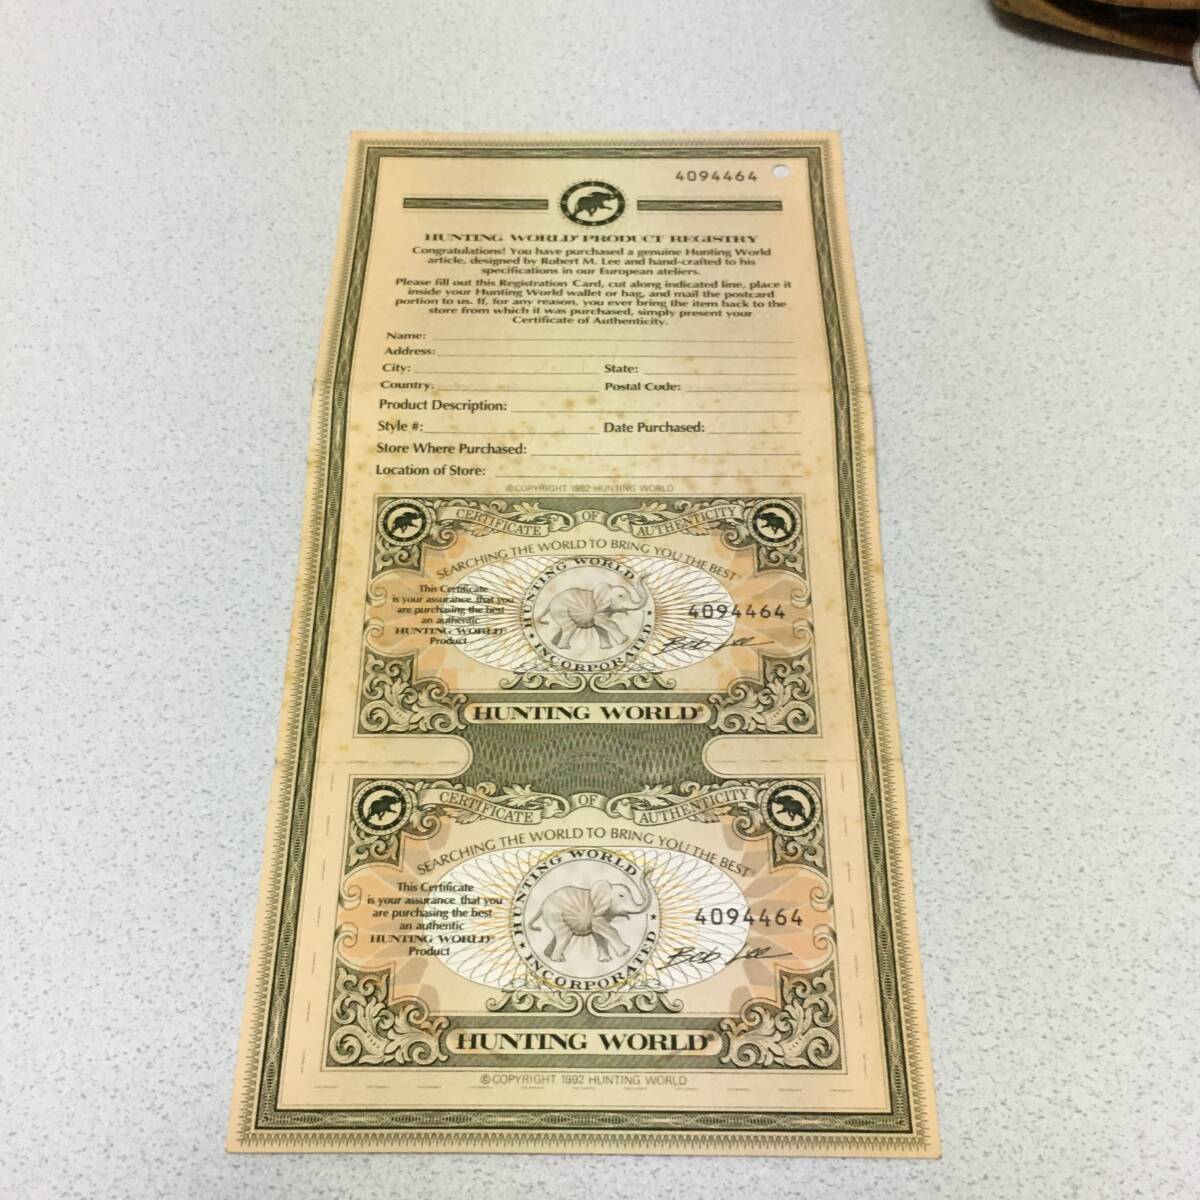 4094464
HUNTING WORLD® PRODUCT REGISTRY
Congratulations! You have purchased a genuine Hunting World
article, designed by Robert M. Lee and hand-crafted to his
specifications in our European ateliers.
Please fill out this Registration Card, cut along indicated line, place it
inside your Hunting World wallet or bag, and mail the postcard
portion to us. If, for any reason, you ever bring the item back to the
store from which it was purchased, simply present your
Certificate of Authenticity.
Name:
Address:
City: State:
Country: Postal Code:
Product Description:
Style #: Date Purchased:
Store Where Purchased:
Location of Store:
©COPYRIGHT 1992 HUNTING WORLD
CERTIFICATE OF AUTHENTICITY
SEARCHING THE WORLD TO BRING YOU THE BEST®
This Certificate
is your assurance that you
are purchasing the best
an authentic
HUNTING WORLD®
Product
HUNTING WORLD
INCORPORATED
4094464
Bob Lee
HUNTING WORLD®
CERTIFICATE OF AUTHENTICITY
SEARCHING THE WORLD TO BRING YOU THE BEST®
This Certificate
is your assurance that you
are purchasing the best
an authentic
HUNTING WORLD®
Product
HUNTING WORLD
INCORPORATED
4094464
Bob Lee
HUNTING WORLD®
©COPYRIGHT 1992 HUNTING WORLD